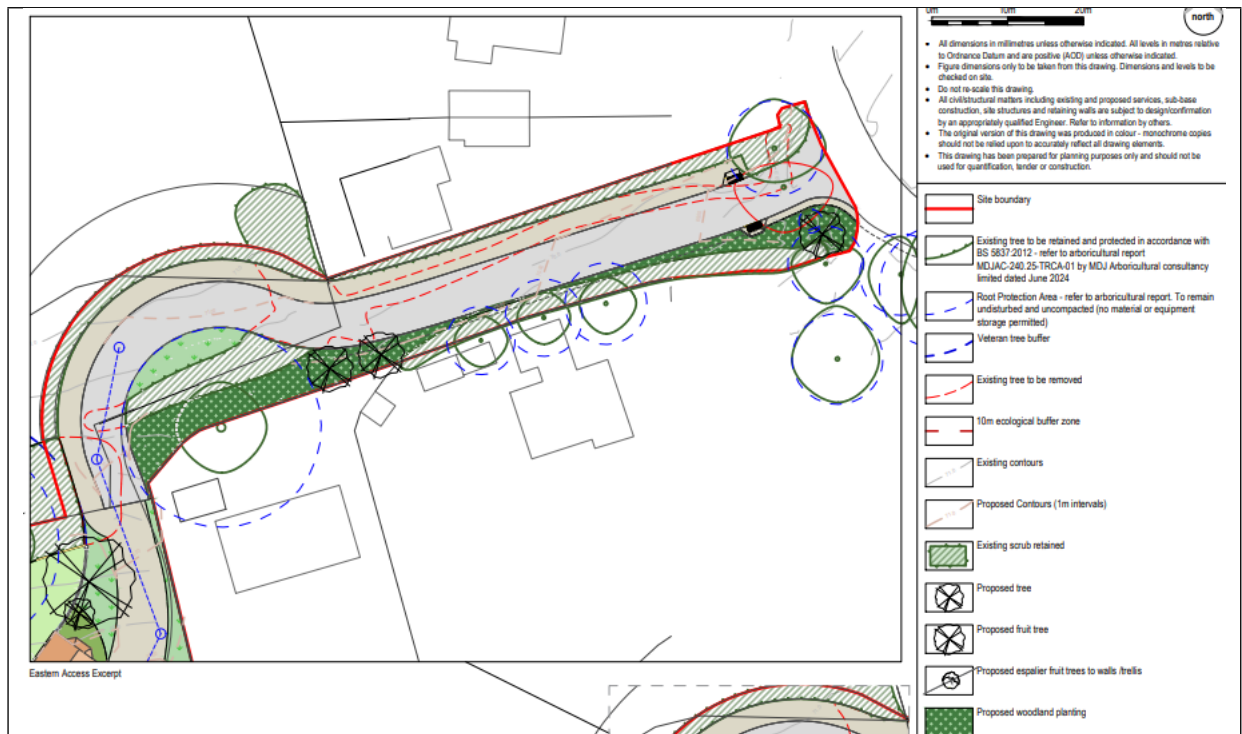 0m 10m 20m
north
• All dimensions in millimetres unless otherwise indicated. All levels in metres relative
to Ordnance Datum and are positive (AOD) unless otherwise indicated.
• Figure dimensions only to be taken from this drawing. Dimensions and levels to be
checked on site.
• Do not re-scale this drawing.
• All civil/structural matters including existing and proposed services, sub-base
construction, site structures and retaining walls are subject to design/confirmation
by an appropriately qualified Engineer. Refer to information by others.
• The original version of this drawing was produced in colour - monochrome copies
should not be relied upon to accurately reflect all drawing elements.
• This drawing has been prepared for planning purposes only and should not be
used for quantification, tender or construction.
Site boundary
Existing tree to be retained and protected in accordance with
BS 5837:2012 - refer to arboricultural report
MDJAC-240.25-TRCA-01 by MDJ Arboricultural consultancy
limited dated June 2024
Root Protection Area - refer to arboricultural report. To remain
undisturbed and uncompacted (no material or equipment
storage permitted)
Veteran tree buffer
Existing tree to be removed
10m ecological buffer zone
Existing contours
Proposed Contours (1m intervals)
Existing scrub retained
Proposed tree
Proposed fruit tree
Proposed espalier fruit trees to walls /trellis
Proposed woodland planting
Eastern Access Excerpt